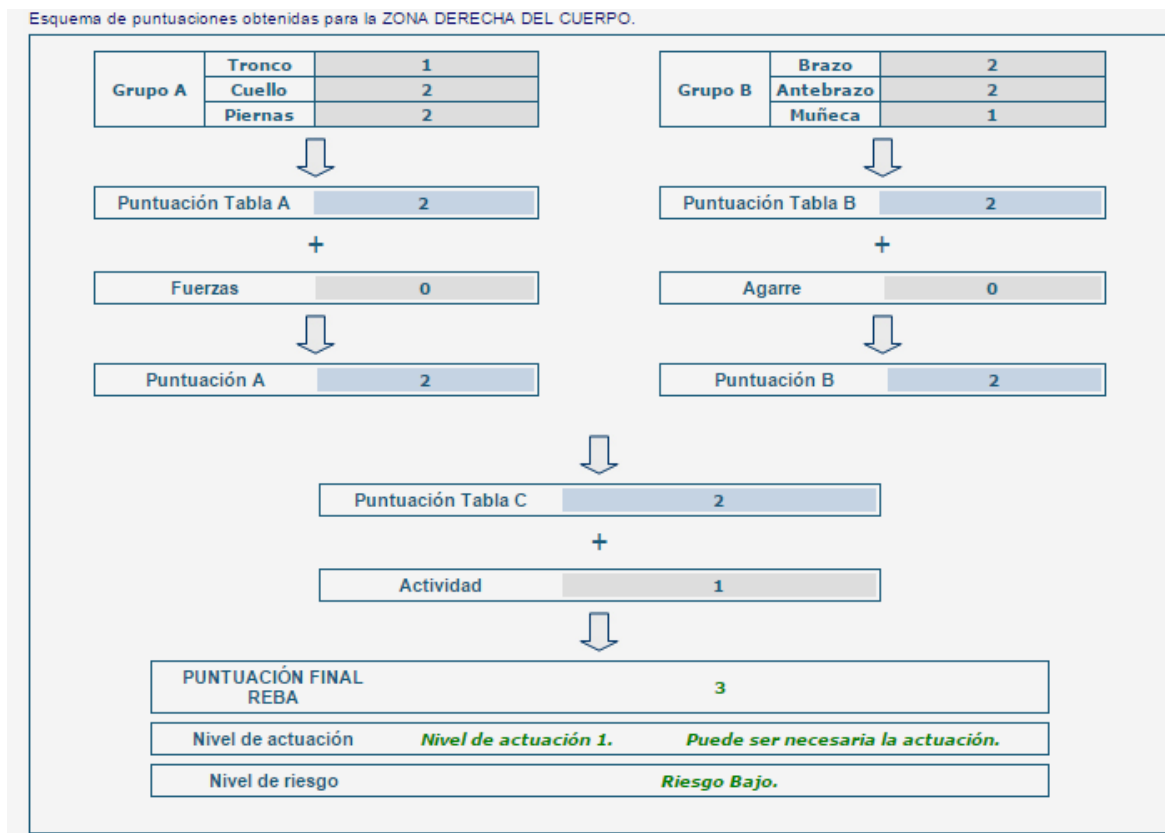 Esquema de puntuaciones obtenidas para la ZONA DERECHA DEL CUERPO.
Grupo A
Tronco 1
Cuello 2
Piernas 2
Grupo B
Brazo 2
Antebrazo 2
Muñeca 1
Puntuación Tabla A 2
Puntuación Tabla B 2
+
+
Fuerzas 0
Agarre 0
Puntuación A 2
Puntuación B 2
Puntuación Tabla C 2
+
Actividad 1
PUNTUACIÓN FINAL
REBA
3
Nivel de actuación Nivel de actuación 1. Puede ser necesaria la actuación.
Nivel de riesgo Riesgo Bajo.